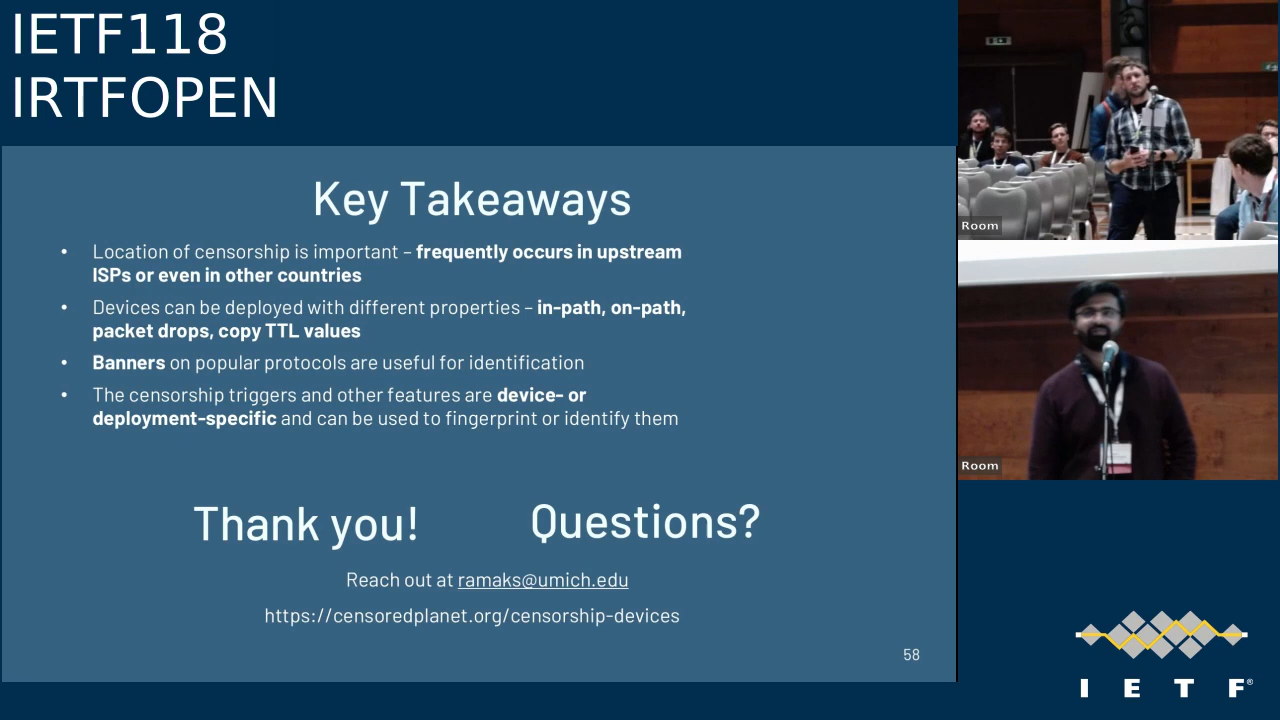 IETF118
IRTFOPEN
Key Takeaways
• Location of censorship is important – frequently occurs in upstream
ISPs or even in other countries
• Devices can be deployed with different properties – in-path, on-path,
packet drops, copy TTL values
• Banners on popular protocols are useful for identification
• The censorship triggers and other features are device- or
deployment-specific and can be used to fingerprint or identify them
Thank you! Questions?
Reach out at ramaks@umich.edu
https://censoredplanet.org/censorship-devices
58
Room
Room
I E T F®